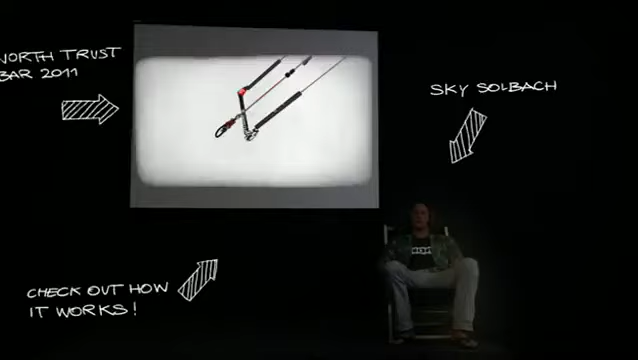 NORTH TRUST
BAR 2011
SKY SOLBACH
CHECK OUT HOW
IT WORKS!